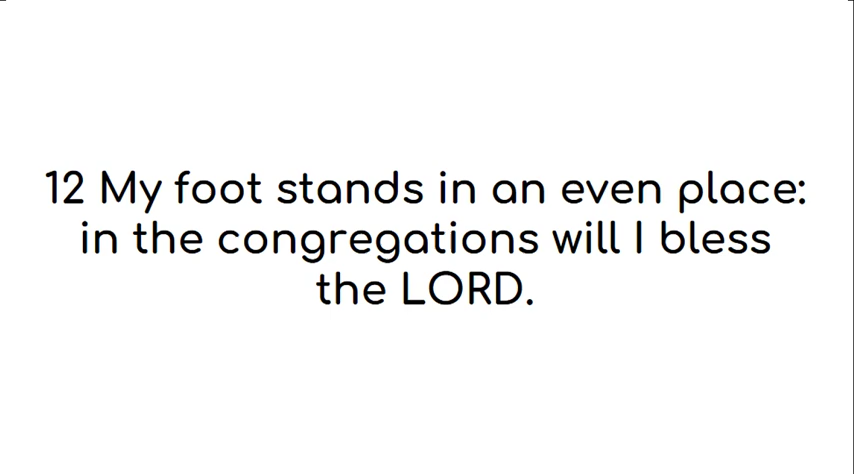 12 My foot stands in an even place:
in the congregations will I bless
the LORD.